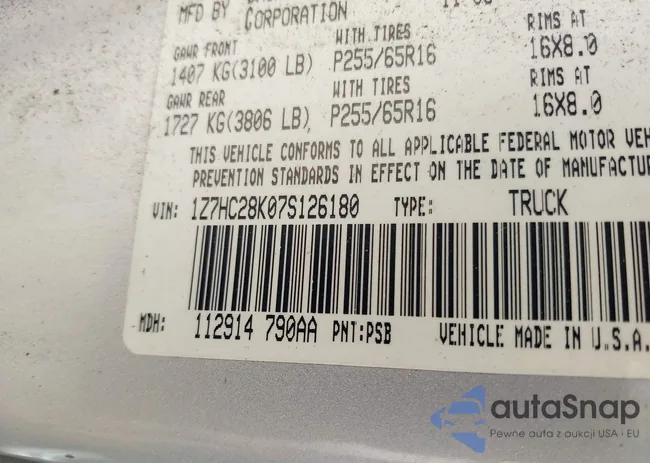 MFD BY
CORPORATION
GAWR FRONT WITH TIRES RIMS AT
1407 KG(3100 LB) P255/65R16 16X8.0
GAWR REAR WITH TIRES RIMS AT
1727 KG(3806 LB) P255/65R16 16X8.0
THIS VEHICLE CONFORMS TO ALL APPLICABLE FEDERAL MOTOR VEH
PREVENTION STANDARDS IN EFFECT ON THE DATE OF MANUFACTU
VIN: 1Z7HC28K07S126180 TYPE: TRUCK
MDH: 112914 790AA PNT:PSB VEHICLE MADE IN U.S.A.
autaSnap
Pewne auta z aukcji USA i EU